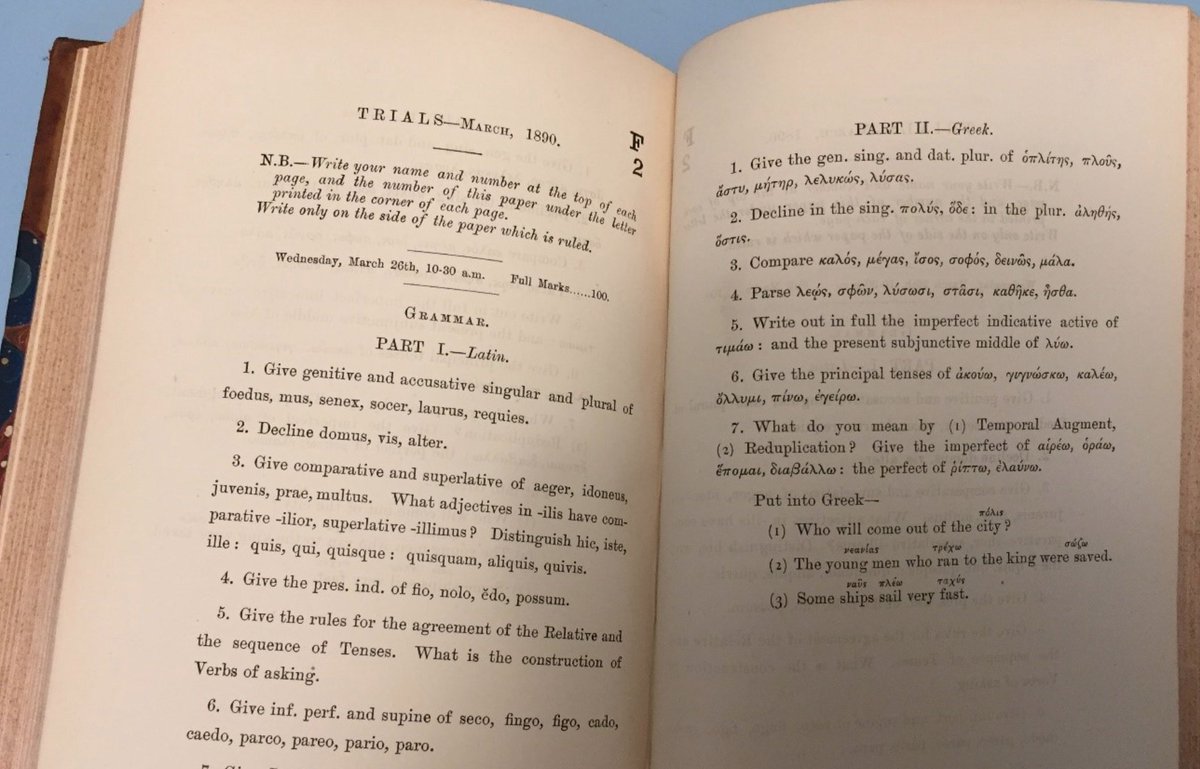 TRIALS—March, 1890.
F
2
N.B.—Write your name and number at the top of each
page, and the number of this paper under the letter
printed in the corner of each page.
Write only on the side of the paper which is ruled.
Wednesday, March 26th, 10-30 a.m. Full Marks......100.
Grammar.
PART I.—Latin.
1. Give genitive and accusative singular and plural of
foedus, mus, senex, socer, laurus, requies.
2. Decline domus, vis, alter.
3. Give comparative and superlative of aeger, idoneus,
juvenis, prae, multus. What adjectives in -ilis have com-
parative -ilior, superlative -illimus? Distinguish hic, iste,
ille: quis, qui, quisque: quisquam, aliquis, quivis.
4. Give the pres. ind. of fio, nolo, ĕdo, possum.
5. Give the rules for the agreement of the Relative and
the sequence of Tenses. What is the construction of
Verbs of asking.
6. Give inf. perf. and supine of seco, fingo, figo, cado,
caedo, parco, pareo, pario, paro.
PART II.—Greek.
1. Give the gen. sing. and dat. plur. of ὁπλίτης, πλοῦς,
ἄστυ, μήτηρ, λελυκώς, λύσας.
2. Decline in the sing. πολύς, ὅδε: in the plur. ἀληθής,
ὅστις.
3. Compare καλός, μέγας, ἴσος, σοφός, δεινῶς, μάλα.
4. Parse λεῴς, σφῶν, λύσωσι, στᾶσι, καθῆκε, ἦσθα.
5. Write out in full the imperfect indicative active of
τιμάω: and the present subjunctive middle of λύω.
6. Give the principal tenses of ἀκούω, γιγνώσκω, καλέω,
ὄλλυμι, πίνω, ἐγείρω.
7. What do you mean by (1) Temporal Augment,
(2) Reduplication? Give the imperfect of αἱρέω, ὁράω,
ἕπομαι, διαβάλλω: the perfect of ῥίπτω, ἐλαύνω.
Put into Greek—
πόλις
(1) Who will come out of the city?
νεανίας τρέχω σώζω
(2) The young men who ran to the king were saved.
ναῦς πλέω ταχύς
(3) Some ships sail very fast.